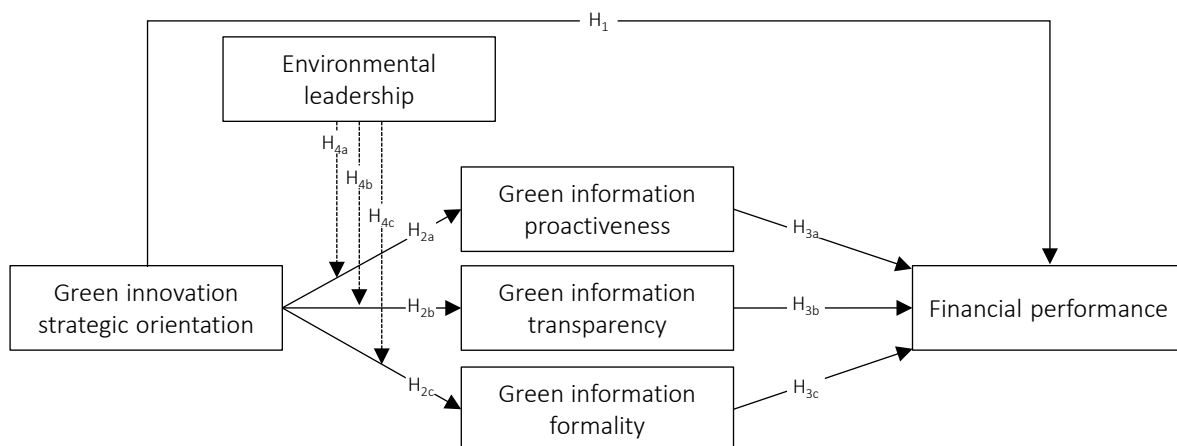 H₁
Environmental
leadership
H₄ₐ
H₄b
H₄c
Green information
proactiveness
H₂ₐ
H₃ₐ
Green innovation
strategic orientation
H₂b
Green information
transparency
H₃b
Financial performance
H₂c
Green information
formality
H₃c